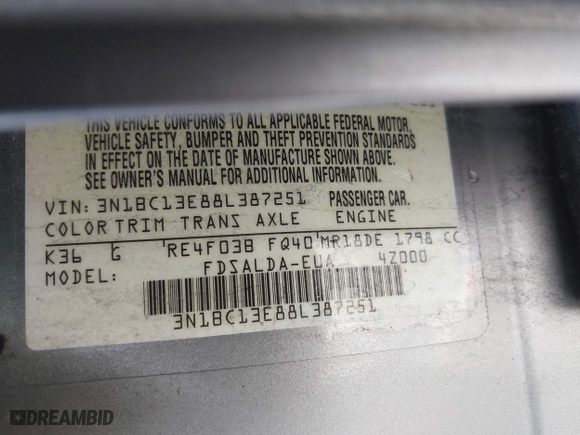 THIS VEHICLE CONFORMS TO ALL APPLICABLE FEDERAL MOTOR
VEHICLE SAFETY, BUMPER AND THEFT PREVENTION STANDARDS
IN EFFECT ON THE DATE OF MANUFACTURE SHOWN ABOVE.
SEE OWNER'S MANUAL FOR ADDITIONAL INFORMATION.
VIN: 3N1BC13E88L387251 PASSENGER CAR.
COLOR TRIM TRANS AXLE ENGINE
K36 G RE4F03B FQ40 MR18DE 1798 CC
MODEL: FDSALDA-EUA 4Z000
3N1BC13E88L387251
DREAMBID